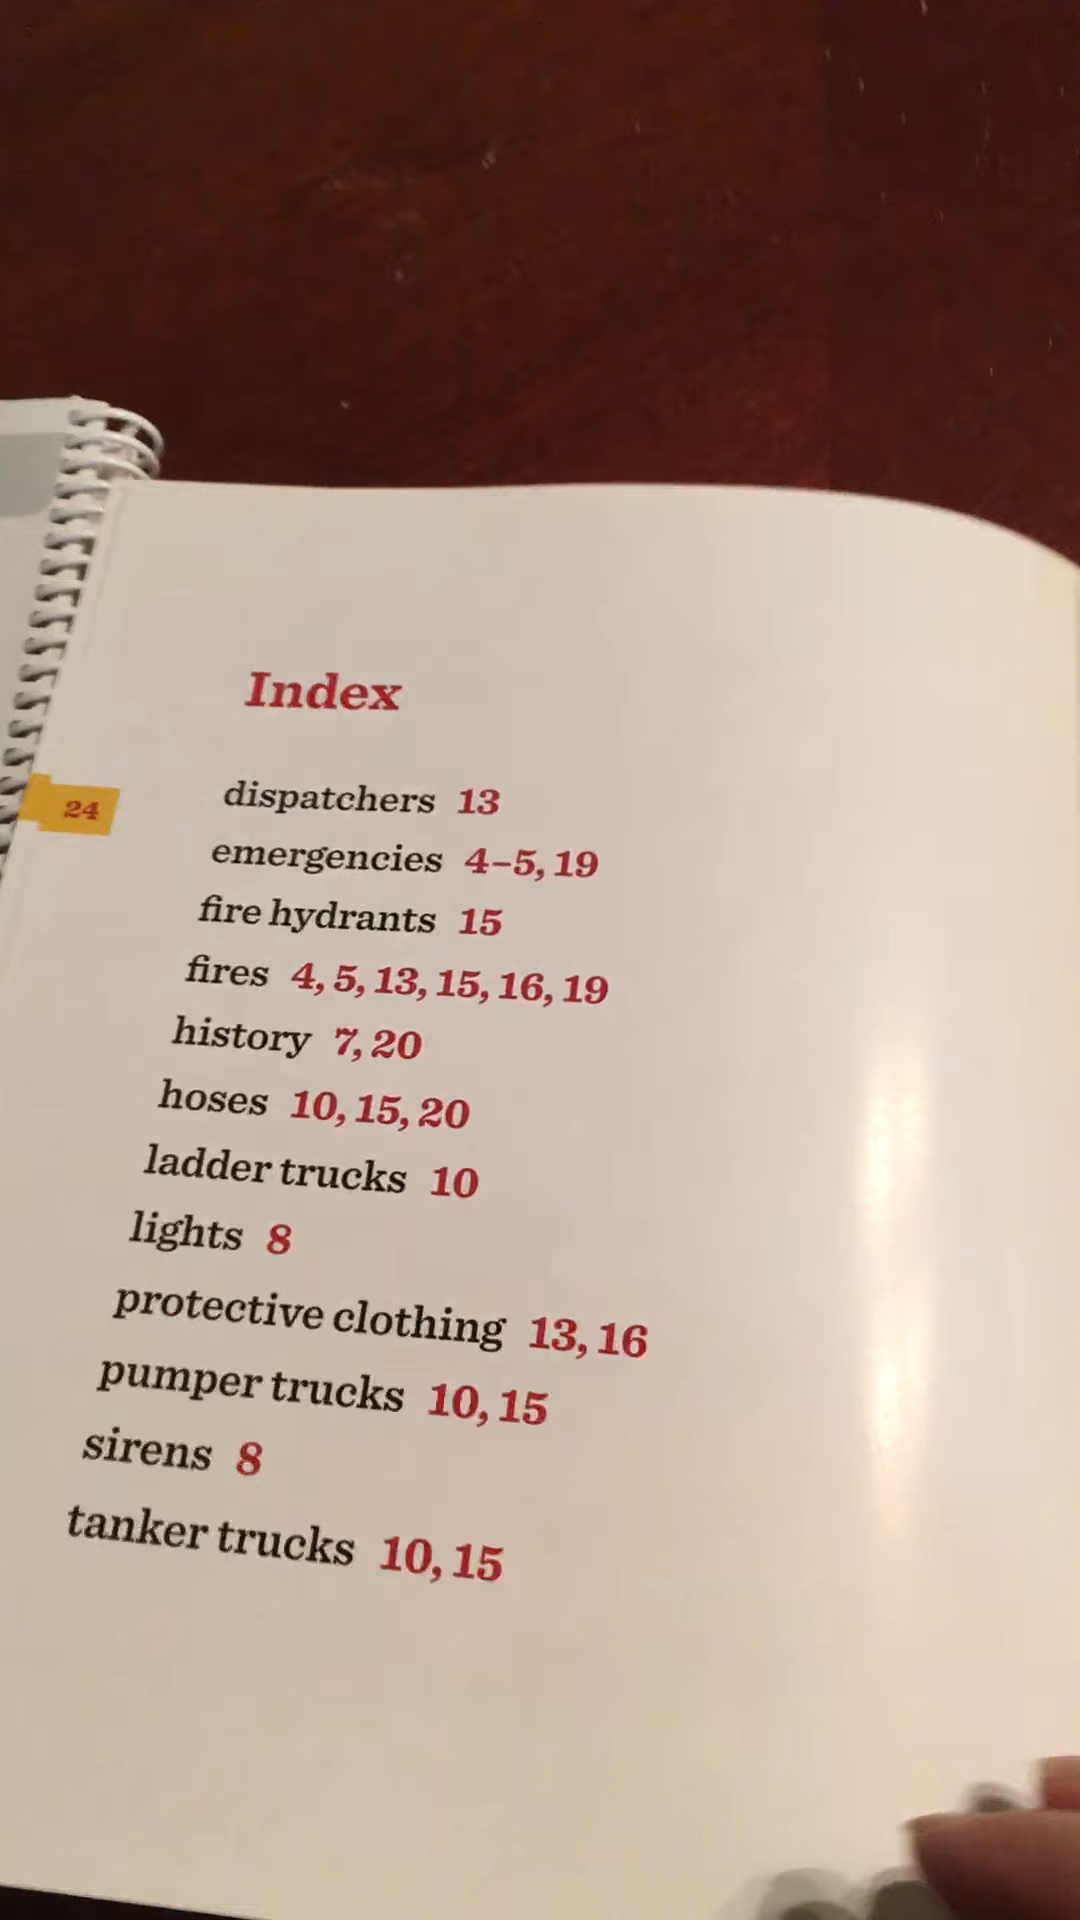 Index
24
dispatchers 13
emergencies 4–5, 19
fire hydrants 15
fires 4, 5, 13, 15, 16, 19
history 7, 20
hoses 10, 15, 20
ladder trucks 10
lights 8
protective clothing 13, 16
pumper trucks 10, 15
sirens 8
tanker trucks 10, 15